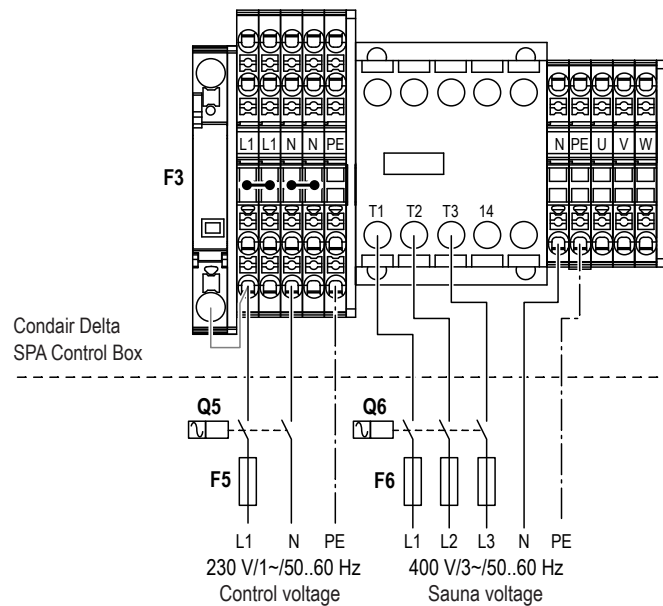 L1 L1 N N PE
N PE U V W
F3
T1 T2 T3 14
Condair Delta
SPA Control Box
Q5
Q6
F5
F6
L1 N PE
L1 L2 L3 N PE
230 V/1~/50..60 Hz
400 V/3~/50..60 Hz
Control voltage
Sauna voltage